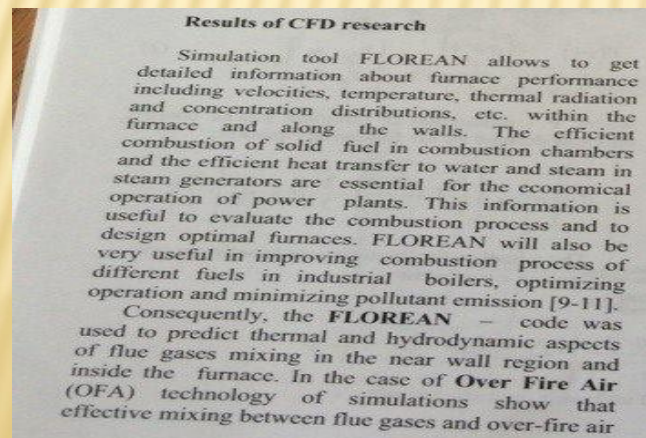 Results of CFD research
Simulation tool FLOREAN allows to get
detailed information about furnace performance
including velocities, temperature, thermal radiation
and concentration distributions, etc. within the
furnace and along the walls. The efficient
combustion of solid fuel in combustion chambers
and the efficient heat transfer to water and steam in
steam generators are essential for the economical
operation of power plants. This information is
useful to evaluate the combustion process and to
design optimal furnaces. FLOREAN will also be
very useful in improving combustion process of
different fuels in industrial boilers, optimizing
operation and minimizing pollutant emission [9-11].
Consequently, the FLOREAN – code was
used to predict thermal and hydrodynamic aspects
of flue gases mixing in the near wall region and
inside the furnace. In the case of Over Fire Air
(OFA) technology of simulations show that
effective mixing between flue gases and over-fire air